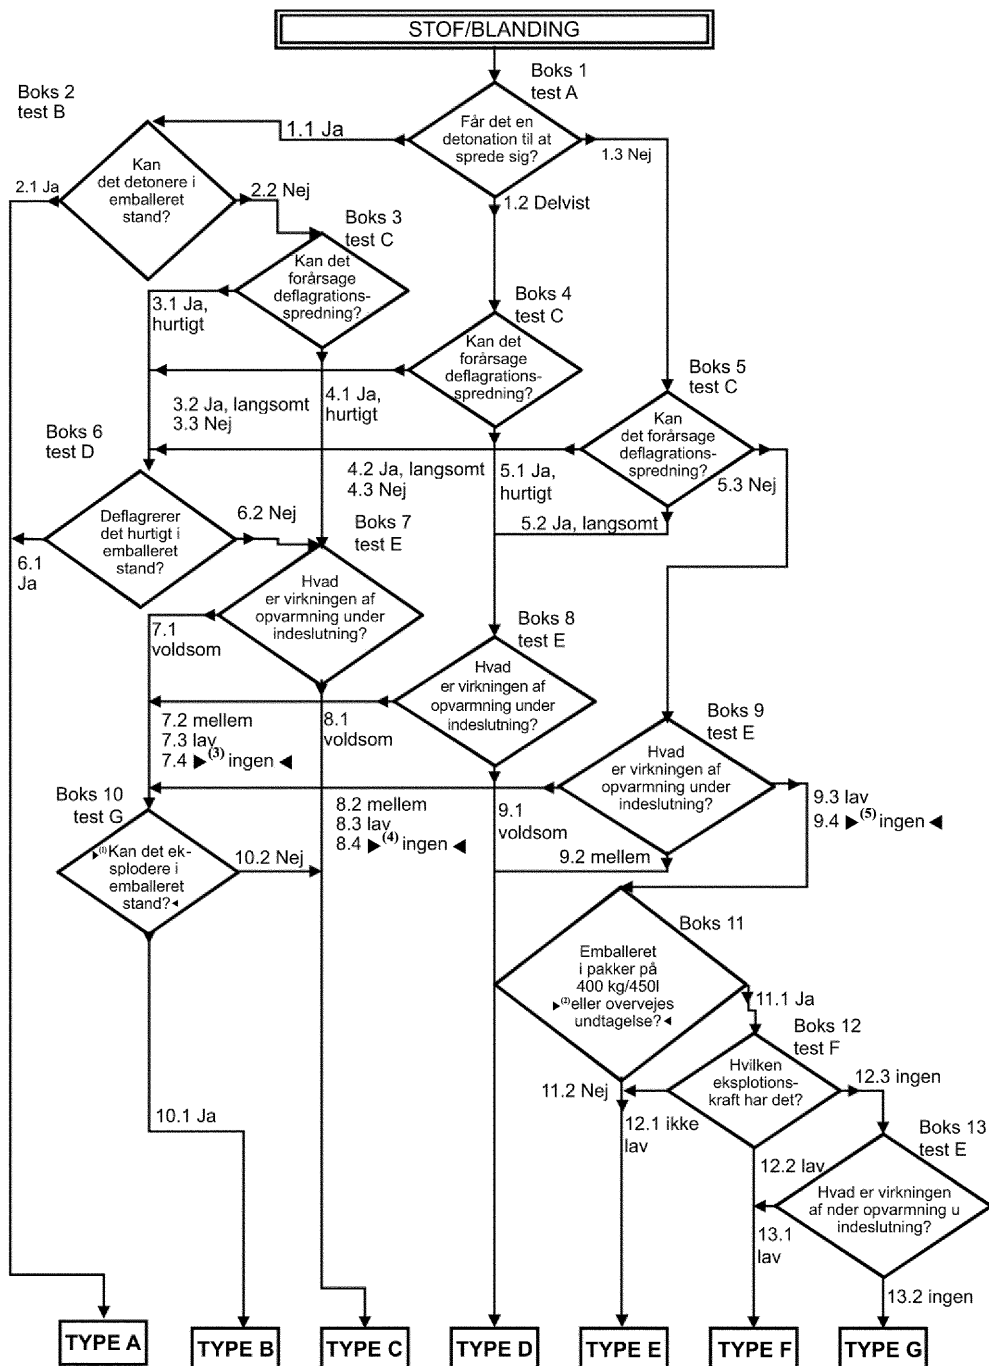 STOF/BLANDING
Boks 1
test A
Får det en
detonation til at
sprede sig?
1.1 Ja
1.3 Nej
1.2 Delvist
Boks 2
test B
Kan
det detonere i
emballeret
stand?
2.1 Ja
2.2 Nej
Boks 3
test C
Kan det
forårsage
deflagrations-
spredning?
3.1 Ja,
hurtigt
3.2 Ja, langsomt
3.3 Nej
Boks 4
test C
Kan det
forårsage
deflagrations-
spredning?
4.1 Ja,
hurtigt
4.2 Ja, langsomt
4.3 Nej
Boks 5
test C
Kan
det forårsage
deflagrations-
spredning?
5.1 Ja,
hurtigt
5.3 Nej
5.2 Ja, langsomt
Boks 6
test D
Deflagrerer
det hurtigt i
emballeret
stand?
6.1
Ja
6.2 Nej
Boks 7
test E
Hvad
er virkningen af
opvarmning under
indeslutning?
7.1
voldsom
7.2 mellem
7.3 lav
7.4 ▶(3) ingen ◀
Boks 8
test E
Hvad
er virkningen af
opvarmning under
indeslutning?
8.1
voldsom
8.2 mellem
8.3 lav
8.4 ▶(4) ingen ◀
Boks 9
test E
Hvad
er virkningen af
opvarmning under
indeslutning?
9.1
voldsom
9.2 mellem
9.3 lav
9.4 ▶(5) ingen ◀
Boks 10
test G
▶(1) Kan det ek-
splodere i
emballeret
stand? ◀
10.2 Nej
10.1 Ja
Boks 11
Emballeret
i pakker på
400 kg/450l
▶(2) eller overvejes
undtagelse? ◀
11.1 Ja
11.2 Nej
Boks 12
test F
Hvilken
eksplotions-
kraft har det?
12.3 ingen
12.1 ikke
lav
12.2 lav
Boks 13
test E
Hvad er virkningen
af nder opvarmning u
indeslutning?
13.1
lav
13.2 ingen
TYPE A
TYPE B
TYPE C
TYPE D
TYPE E
TYPE F
TYPE G